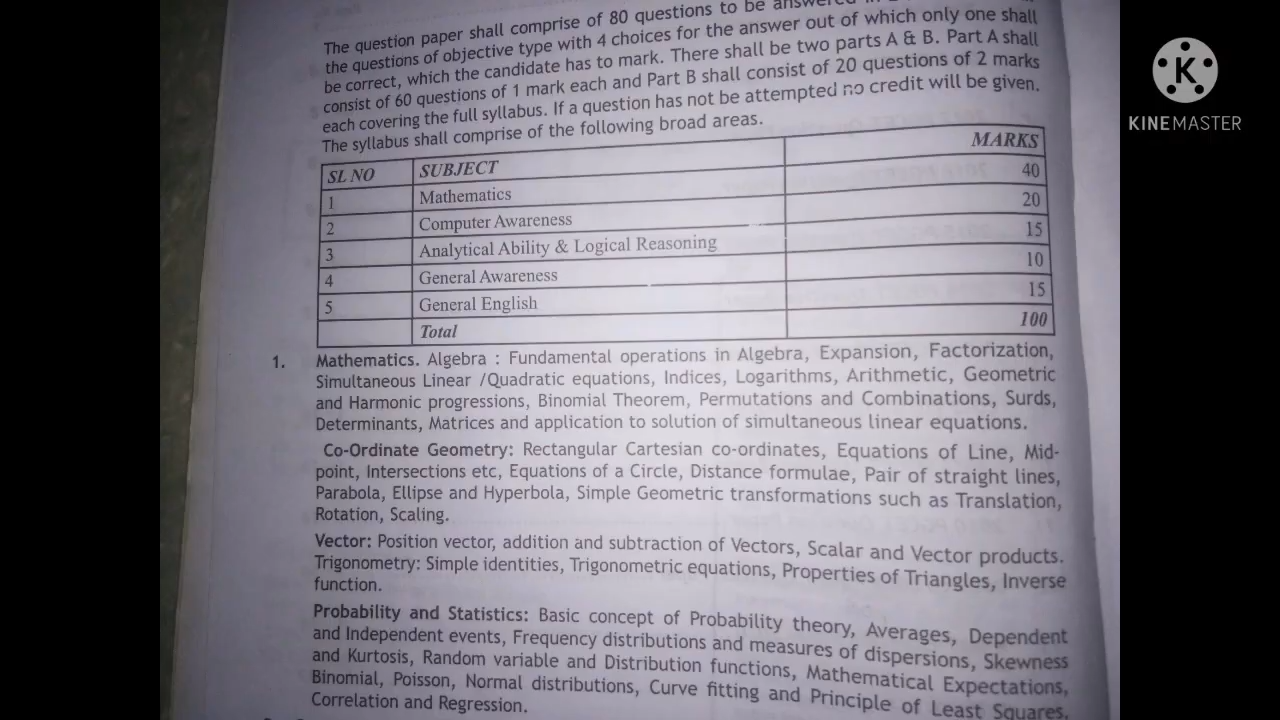 The question paper shall comprise of 80 questions to be answered in
the questions of objective type with 4 choices for the answer out of which only one shall
be correct, which the candidate has to mark. There shall be two parts A & B. Part A shall
consist of 60 questions of 1 mark each and Part B shall consist of 20 questions of 2 marks
each covering the full syllabus. If a question has not be attempted no credit will be given.
The syllabus shall comprise of the following broad areas.
SL NO SUBJECT MARKS
1 Mathematics 40
2 Computer Awareness 20
3 Analytical Ability & Logical Reasoning 15
4 General Awareness 10
5 General English 15
Total 100
1. Mathematics. Algebra : Fundamental operations in Algebra, Expansion, Factorization,
Simultaneous Linear /Quadratic equations, Indices, Logarithms, Arithmetic, Geometric
and Harmonic progressions, Binomial Theorem, Permutations and Combinations, Surds,
Determinants, Matrices and application to solution of simultaneous linear equations.
Co-Ordinate Geometry: Rectangular Cartesian co-ordinates, Equations of Line, Mid-
point, Intersections etc, Equations of a Circle, Distance formulae, Pair of straight lines,
Parabola, Ellipse and Hyperbola, Simple Geometric transformations such as Translation,
Rotation, Scaling.
Vector: Position vector, addition and subtraction of Vectors, Scalar and Vector products.
Trigonometry: Simple identities, Trigonometric equations, Properties of Triangles, Inverse
function.
Probability and Statistics: Basic concept of Probability theory, Averages, Dependent
and Independent events, Frequency distributions and measures of dispersions, Skewness
and Kurtosis, Random variable and Distribution functions, Mathematical Expectations,
Binomial, Poisson, Normal distributions, Curve fitting and Principle of Least Squares,
Correlation and Regression.
K
KINEMASTER